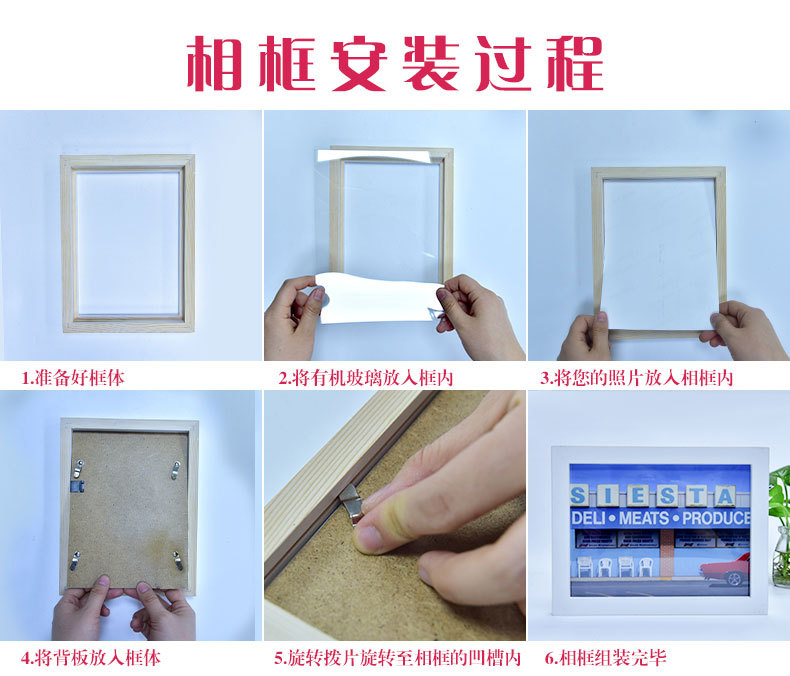 相框安装过程
1.准备好框体
2.将有机玻璃放入框内
3.将您的照片放入相框内
4.将背板放入框体
5.旋转拨片旋转至相框的凹槽内
6.相框组装完毕
SIESTA
DELI • MEATS • PRODUCE